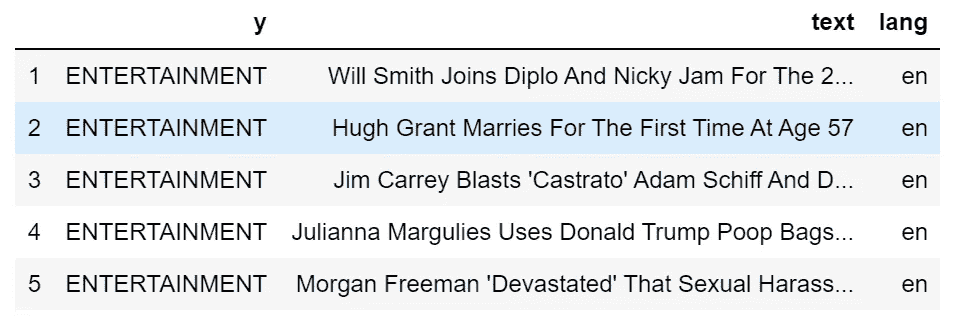 y text lang
1 ENTERTAINMENT Will Smith Joins Diplo And Nicky Jam For The 2... en
2 ENTERTAINMENT Hugh Grant Marries For The First Time At Age 57 en
3 ENTERTAINMENT Jim Carrey Blasts 'Castrato' Adam Schiff And D... en
4 ENTERTAINMENT Julianna Margulies Uses Donald Trump Poop Bags... en
5 ENTERTAINMENT Morgan Freeman 'Devastated' That Sexual Harass... en